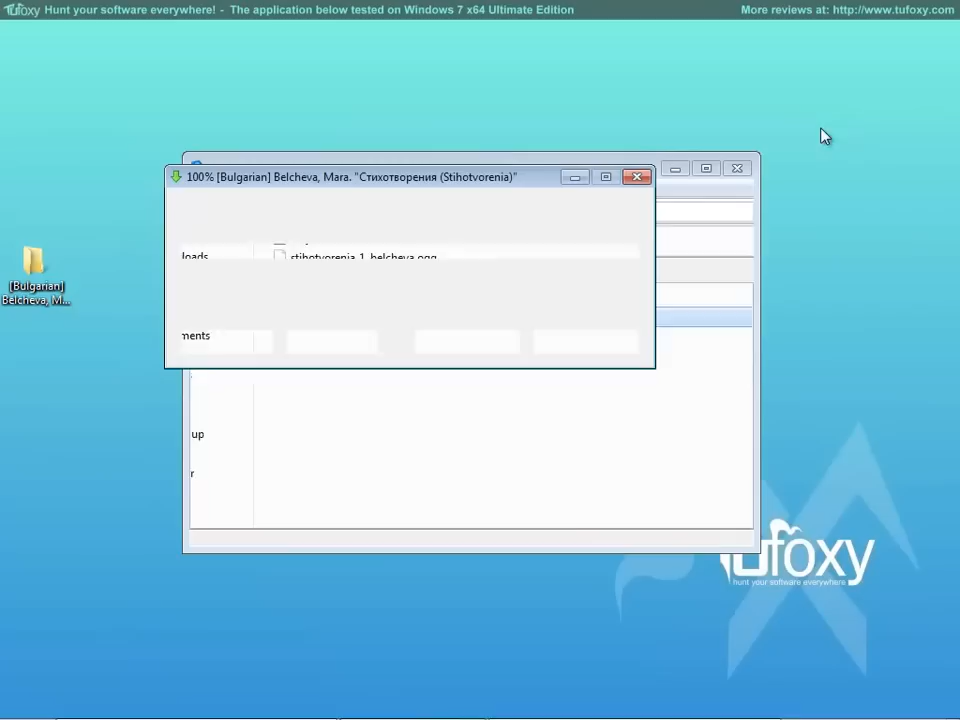 Tufoxy Hunt your software everywhere! - The application below tested on Windows 7 x64 Ultimate Edition
More reviews at: http://www.tufoxy.com
100% [Bulgarian] Belcheva, Mara. "Стихотворения (Stihotvorenia)"
loads
stihotvorenia_1_belcheva.ogg
[Bulgarian]
Belcheva, M...
ments
up
r
tufoxy
hunt your software everywhere